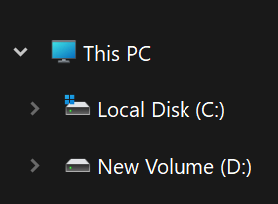 This PC
Local Disk (C:)
New Volume (D:)